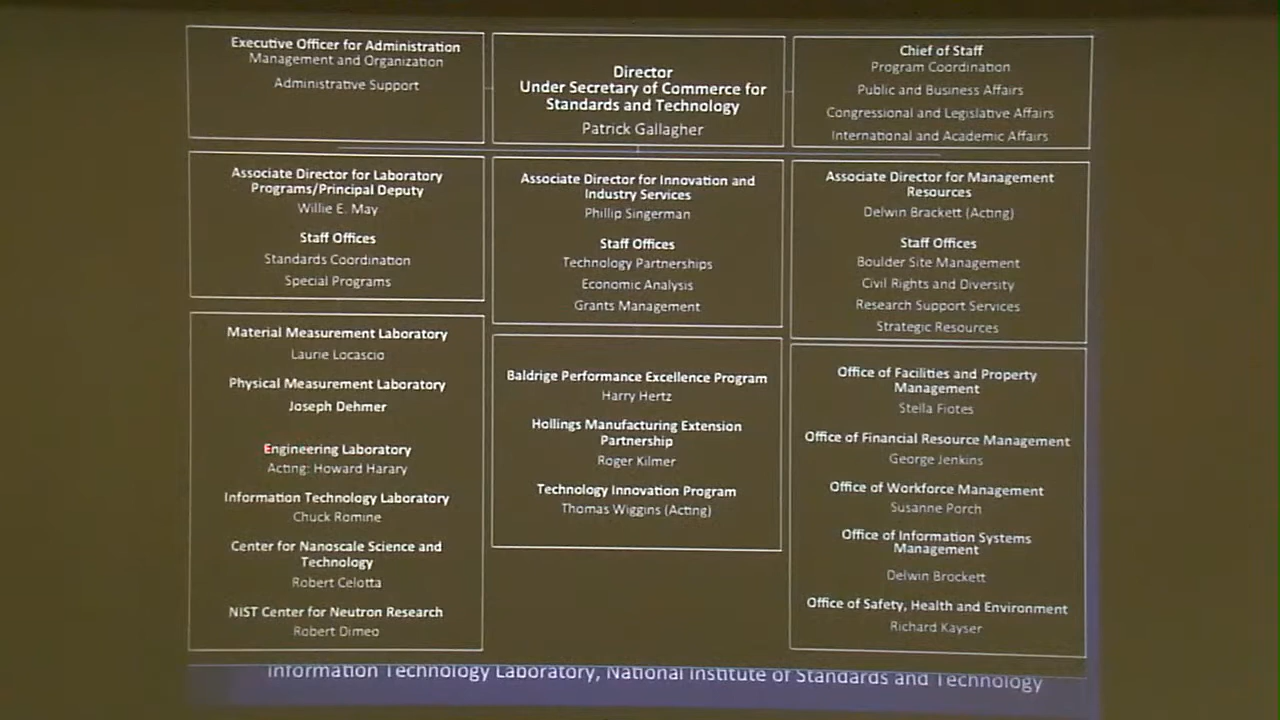 Executive Officer for Administration
Management and Organization
Administrative Support
Director
Under Secretary of Commerce for
Standards and Technology
Patrick Gallagher
Chief of Staff
Program Coordination
Public and Business Affairs
Congressional and Legislative Affairs
International and Academic Affairs
Associate Director for Laboratory
Programs/Principal Deputy
Willie E. May
Staff Offices
Standards Coordination
Special Programs
Associate Director for Innovation and
Industry Services
Phillip Singerman
Staff Offices
Technology Partnerships
Economic Analysis
Grants Management
Associate Director for Management
Resources
Delwin Brackett (Acting)
Staff Offices
Boulder Site Management
Civil Rights and Diversity
Research Support Services
Strategic Resources
Material Measurement Laboratory
Laurie Locascio
Physical Measurement Laboratory
Joseph Dehmer
Engineering Laboratory
Acting: Howard Harary
Information Technology Laboratory
Chuck Romine
Center for Nanoscale Science and
Technology
Robert Celotta
NIST Center for Neutron Research
Robert Dimeo
Baldrige Performance Excellence Program
Harry Hertz
Hollings Manufacturing Extension
Partnership
Roger Kilmer
Technology Innovation Program
Thomas Wiggins (Acting)
Office of Facilities and Property
Management
Stella Fiotes
Office of Financial Resource Management
George Jenkins
Office of Workforce Management
Susanne Porch
Office of Information Systems
Management
Delwin Brockett
Office of Safety, Health and Environment
Richard Kayser
Information Technology Laboratory, National Institute of Standards and Technology